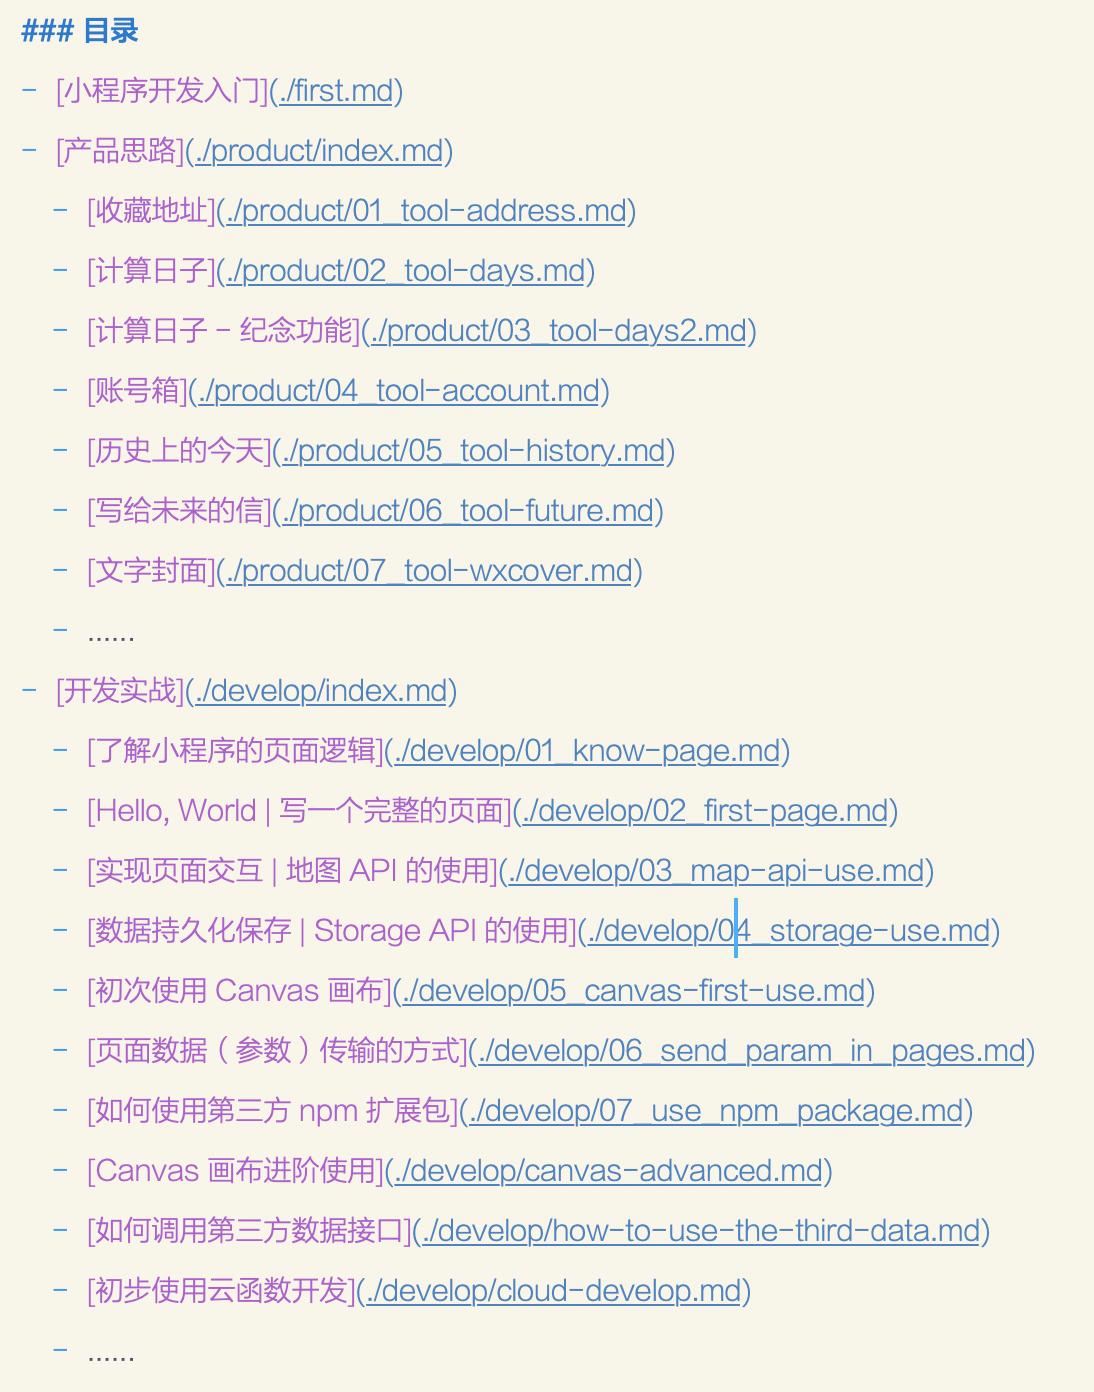 ### 目录
- [小程序开发入门](./first.md)
- [产品思路](./product/index.md)
- [收藏地址](./product/01_tool-address.md)
- [计算日子](./product/02_tool-days.md)
- [计算日子 - 纪念功能](./product/03_tool-days2.md)
- [账号箱](./product/04_tool-account.md)
- [历史上的今天](./product/05_tool-history.md)
- [写给未来的信](./product/06_tool-future.md)
- [文字封面](./product/07_tool-wxcover.md)
- ......
- [开发实战](./develop/index.md)
- [了解小程序的页面逻辑](./develop/01_know-page.md)
- [Hello, World | 写一个完整的页面](./develop/02_first-page.md)
- [实现页面交互 | 地图 API 的使用](./develop/03_map-api-use.md)
- [数据持久化保存 | Storage API 的使用](./develop/04_storage-use.md)
- [初次使用 Canvas 画布](./develop/05_canvas-first-use.md)
- [页面数据（参数）传输的方式](./develop/06_send_param_in_pages.md)
- [如何使用第三方 npm 扩展包](./develop/07_use_npm_package.md)
- [Canvas 画布进阶使用](./develop/canvas-advanced.md)
- [如何调用第三方数据接口](./develop/how-to-use-the-third-data.md)
- [初步使用云函数开发](./develop/cloud-develop.md)
- ......